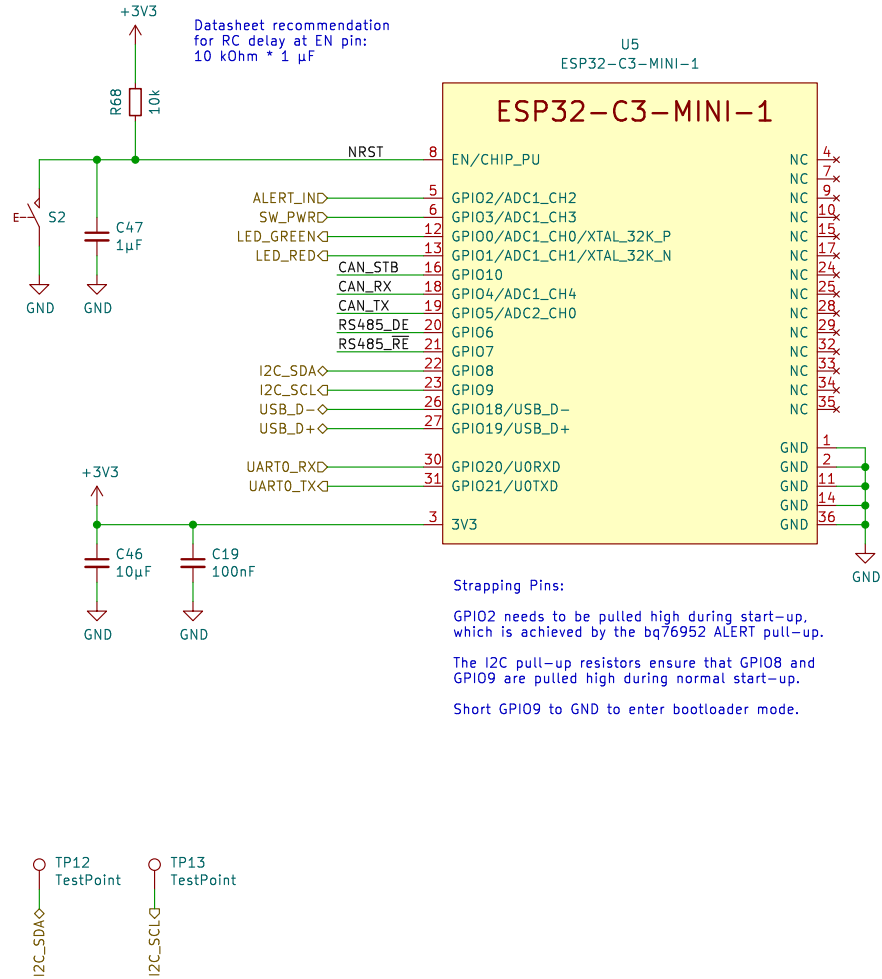 +3V3
Datasheet recommendation
for RC delay at EN pin:
10 kOhm * 1 µF
R68
10k
U5
ESP32-C3-MINI-1
ESP32-C3-MINI-1
NRST
8
EN/CHIP_PU
S2
C47
1µF
GND
GND
ALERT_IN
5
GPIO2/ADC1_CH2
SW_PWR
6
GPIO3/ADC1_CH3
LED_GREEN
12
GPIO0/ADC1_CH0/XTAL_32K_P
LED_RED
13
GPIO1/ADC1_CH1/XTAL_32K_N
CAN_STB
16
GPIO10
CAN_RX
18
GPIO4/ADC1_CH4
CAN_TX
19
GPIO5/ADC2_CH0
RS485_DE
20
GPIO6
RS485_RE
21
GPIO7
I2C_SDA
22
GPIO8
I2C_SCL
23
GPIO9
USB_D-
26
GPIO18/USB_D-
USB_D+
27
GPIO19/USB_D+
UART0_RX
30
GPIO20/U0RXD
UART0_TX
31
GPIO21/U0TXD
3
3V3
NC 4
NC 7
NC 9
NC 10
NC 15
NC 17
NC 24
NC 25
NC 28
NC 29
NC 32
NC 33
NC 34
NC 35
GND 1
GND 2
GND 11
GND 14
GND 36
GND
+3V3
C46
10µF
C19
100nF
GND
GND
Strapping Pins:
GPIO2 needs to be pulled high during start-up,
which is achieved by the bq76952 ALERT pull-up.
The I2C pull-up resistors ensure that GPIO8 and
GPIO9 are pulled high during normal start-up.
Short GPIO9 to GND to enter bootloader mode.
TP12
TestPoint
I2C_SDA
TP13
TestPoint
I2C_SCL